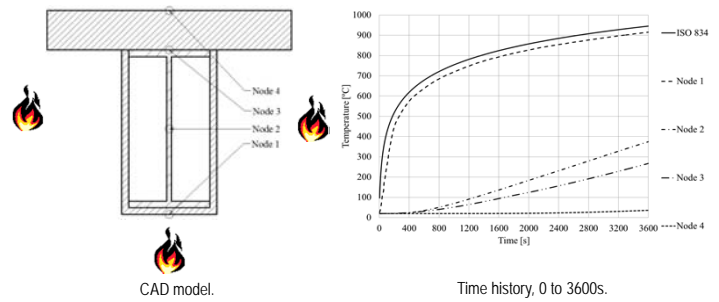 Node 4
Node 3
Node 2
Node 1
CAD model.
Temperature [°C]
1000
900
800
700
600
500
400
300
200
100
0
0 400 800 1200 1600 2000 2400 2800 3200 3600
Time [s]
ISO 834
Node 1
Node 2
Node 3
Node 4
Time history, 0 to 3600s.